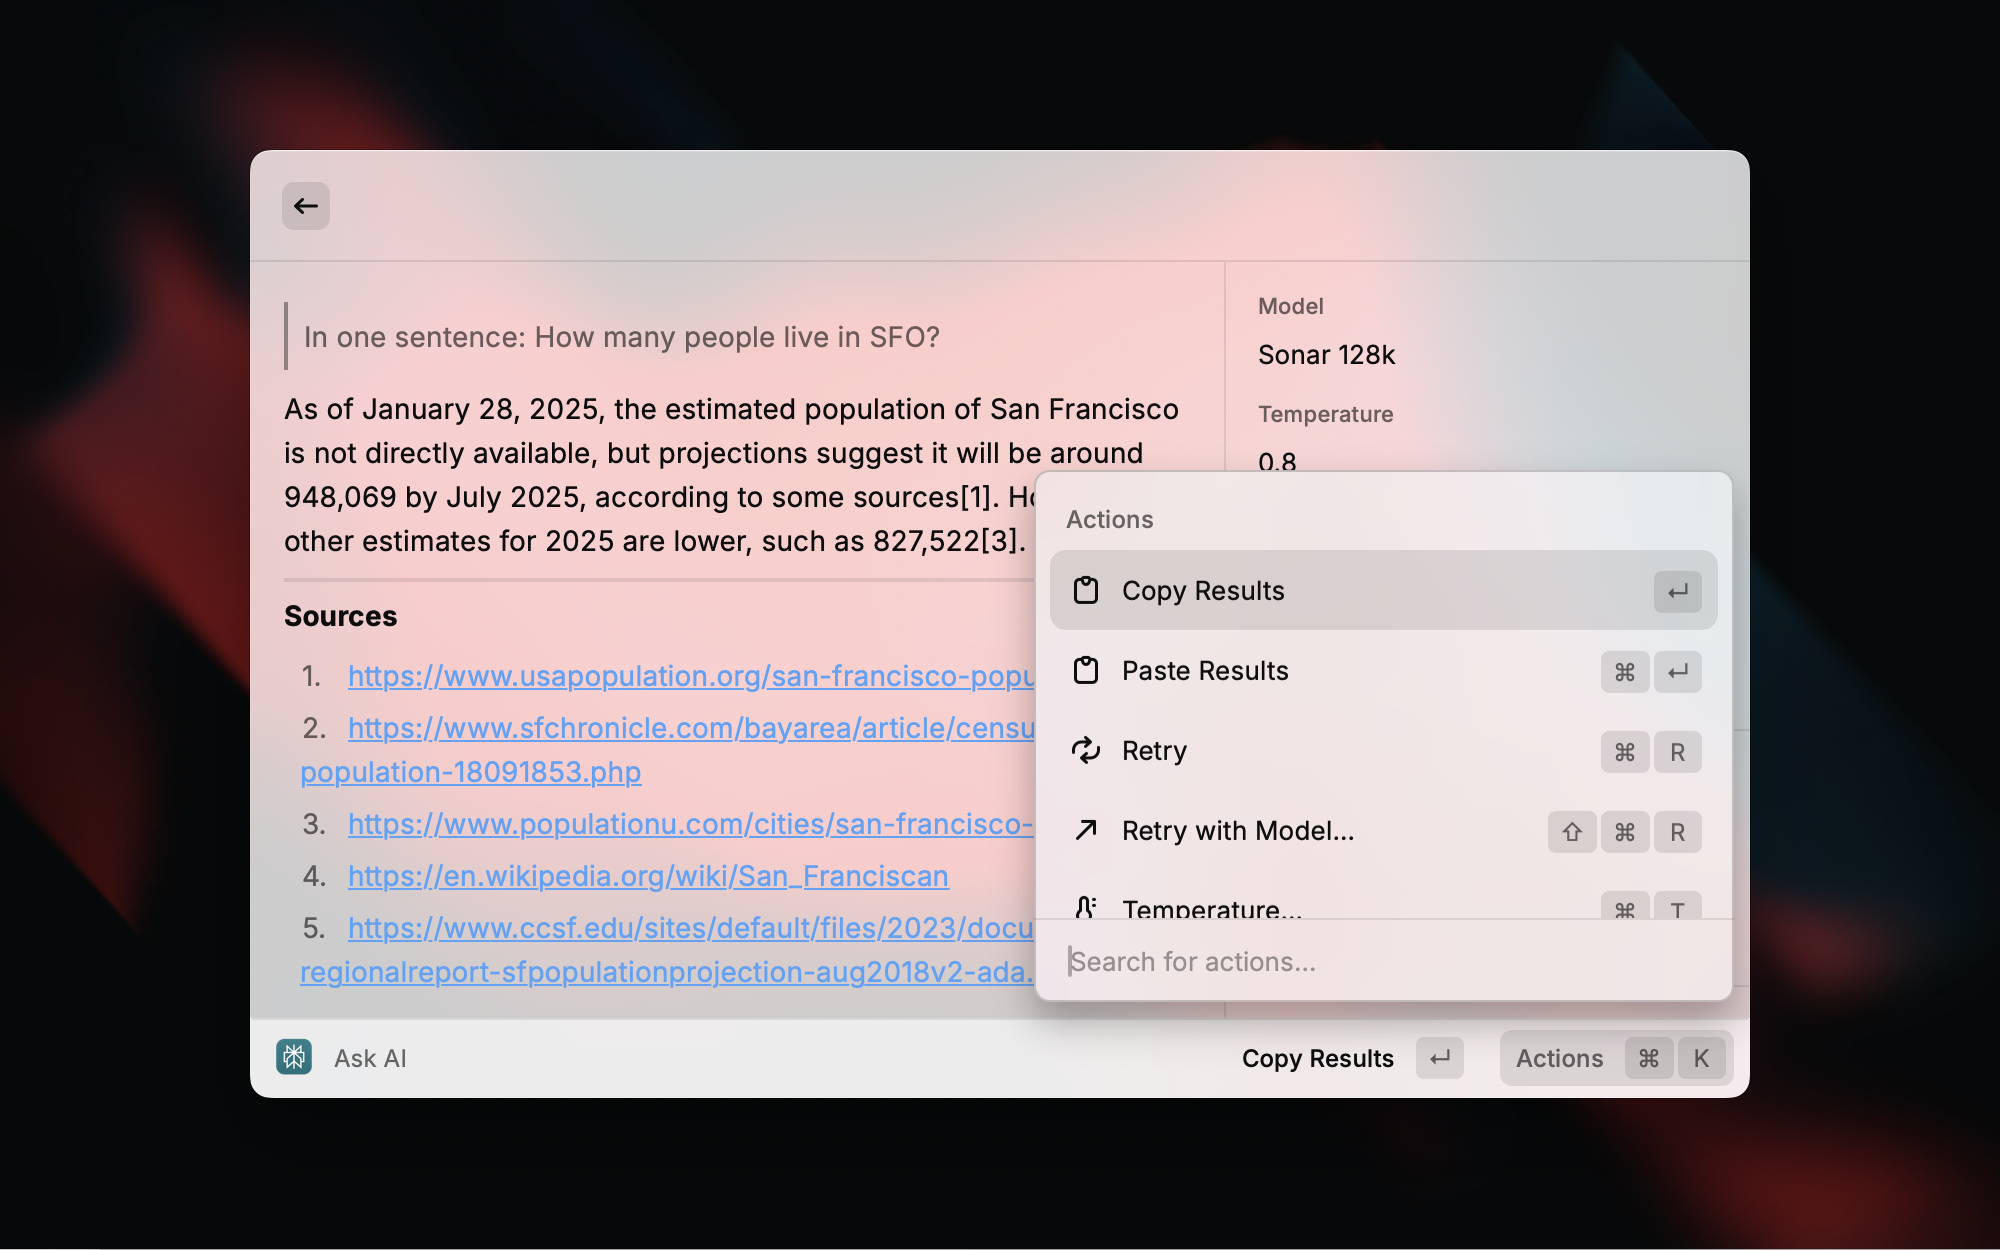 In one sentence: How many people live in SFO?
As of January 28, 2025, the estimated population of San Francisco
is not directly available, but projections suggest it will be around
948,069 by July 2025, according to some sources[1].
other estimates for 2025 are lower, such as 827,522[3].
Sources
1. https://www.usapopulation.org/san-francisco-popu
2. https://www.sfchronicle.com/bayarea/article/censu
population-18091853.php
3. https://www.populationu.com/cities/san-francisco-
4. https://en.wikipedia.org/wiki/San_Franciscan
5. https://www.ccsf.edu/sites/default/files/2023/docu
regionalreport-sfpopulationprojection-aug2018v2-ada.
Model
Sonar 128k
Temperature
0.8
Actions
Copy Results ↵
Paste Results ⌘ ↵
Retry ⌘ R
Retry with Model... ⇧ ⌘ R
Temperature... ⌘ T
Search for actions...
Ask AI
Copy Results ↵
Actions ⌘ K